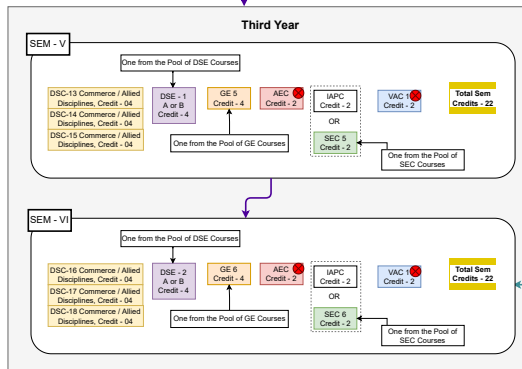 Third Year
SEM - V
One from the Pool of DSE Courses
DSC-13 Commerce / Allied
Disciplines, Credit - 04
DSC-14 Commerce / Allied
Disciplines, Credit - 04
DSC-15 Commerce / Allied
Disciplines, Credit - 04
DSE - 1
A or B
Credit - 4
GE 5
Credit - 4
AEC
Credit - 2
IAPC
Credit - 2
OR
SEC 5
Credit - 2
VAC 1
Credit - 2
Total Sem
Credits - 22
One from the Pool of GE Courses
One from the Pool of
SEC Courses
SEM - VI
One from the Pool of DSE Courses
DSC-16 Commerce / Allied
Disciplines, Credit - 04
DSC-17 Commerce / Allied
Disciplines, Credit - 04
DSC-18 Commerce / Allied
Disciplines, Credit - 04
DSE - 2
A or B
Credit - 4
GE 6
Credit - 4
AEC
Credit - 2
IAPC
Credit - 2
OR
SEC 6
Credit - 2
VAC 1
Credit - 2
Total Sem
Credits - 22
One from the Pool of GE Courses
One from the Pool of
SEC Courses